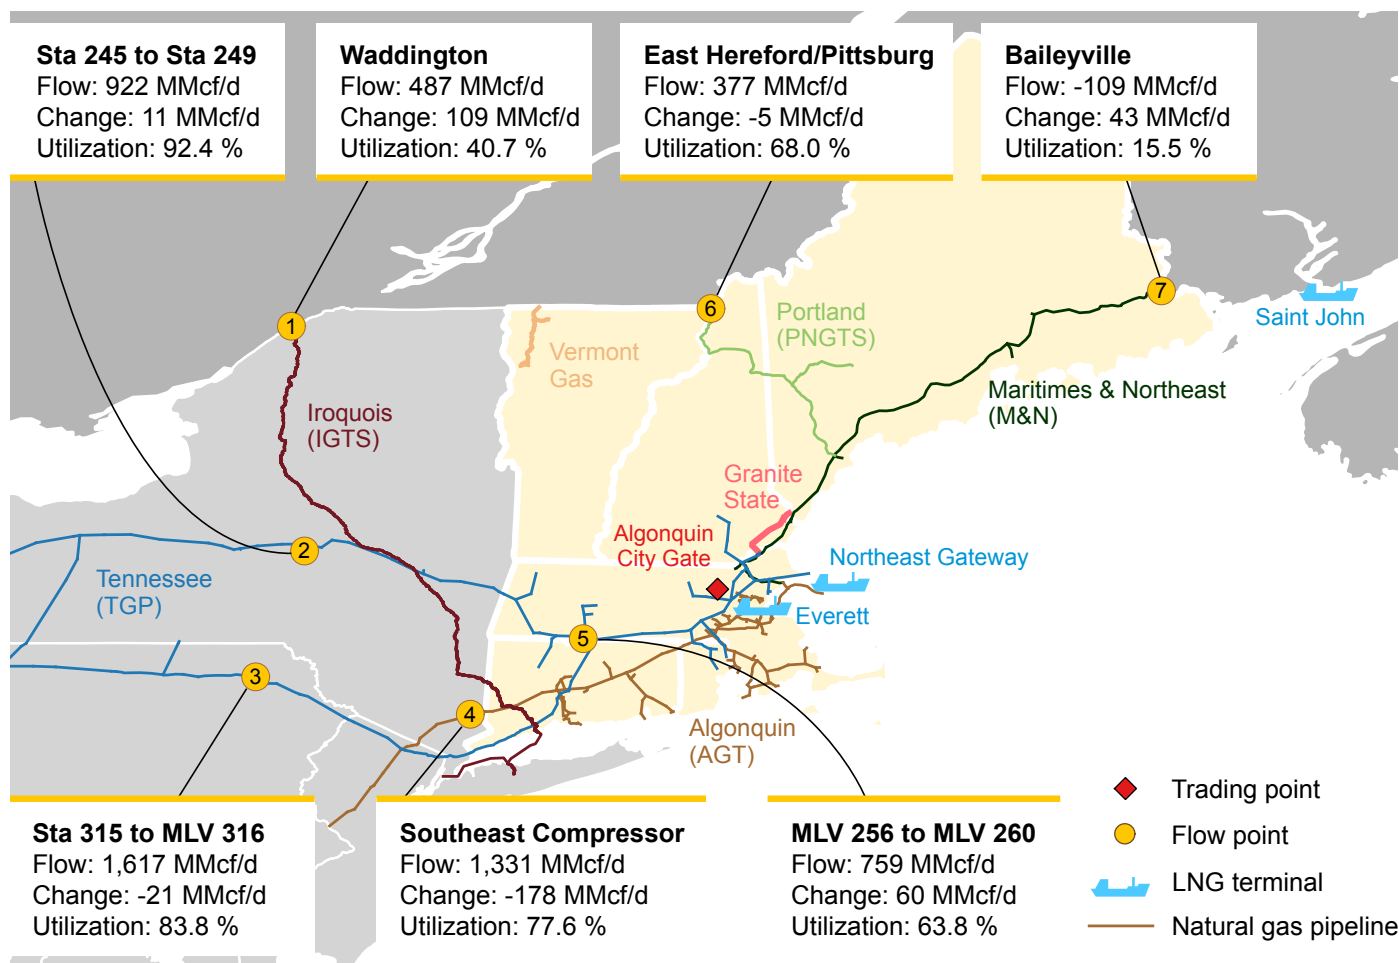 Sta 245 to Sta 249
Flow: 922 MMcf/d
Change: 11 MMcf/d
Utilization: 92.4 %
Waddington
Flow: 487 MMcf/d
Change: 109 MMcf/d
Utilization: 40.7 %
East Hereford/Pittsburg
Flow: 377 MMcf/d
Change: -5 MMcf/d
Utilization: 68.0 %
Baileyville
Flow: -109 MMcf/d
Change: 43 MMcf/d
Utilization: 15.5 %
1
6
7
Portland
(PNGTS)
Saint John
Vermont
Gas
Maritimes & Northeast
(M&N)
Iroquois
(IGTS)
Granite
State
Algonquin
City Gate
2
Northeast Gateway
Tennessee
(TGP)
Everett
5
3
4
Algonquin
(AGT)
Sta 315 to MLV 316
Flow: 1,617 MMcf/d
Change: -21 MMcf/d
Utilization: 83.8 %
Southeast Compressor
Flow: 1,331 MMcf/d
Change: -178 MMcf/d
Utilization: 77.6 %
MLV 256 to MLV 260
Flow: 759 MMcf/d
Change: 60 MMcf/d
Utilization: 63.8 %
Trading point
Flow point
LNG terminal
Natural gas pipeline